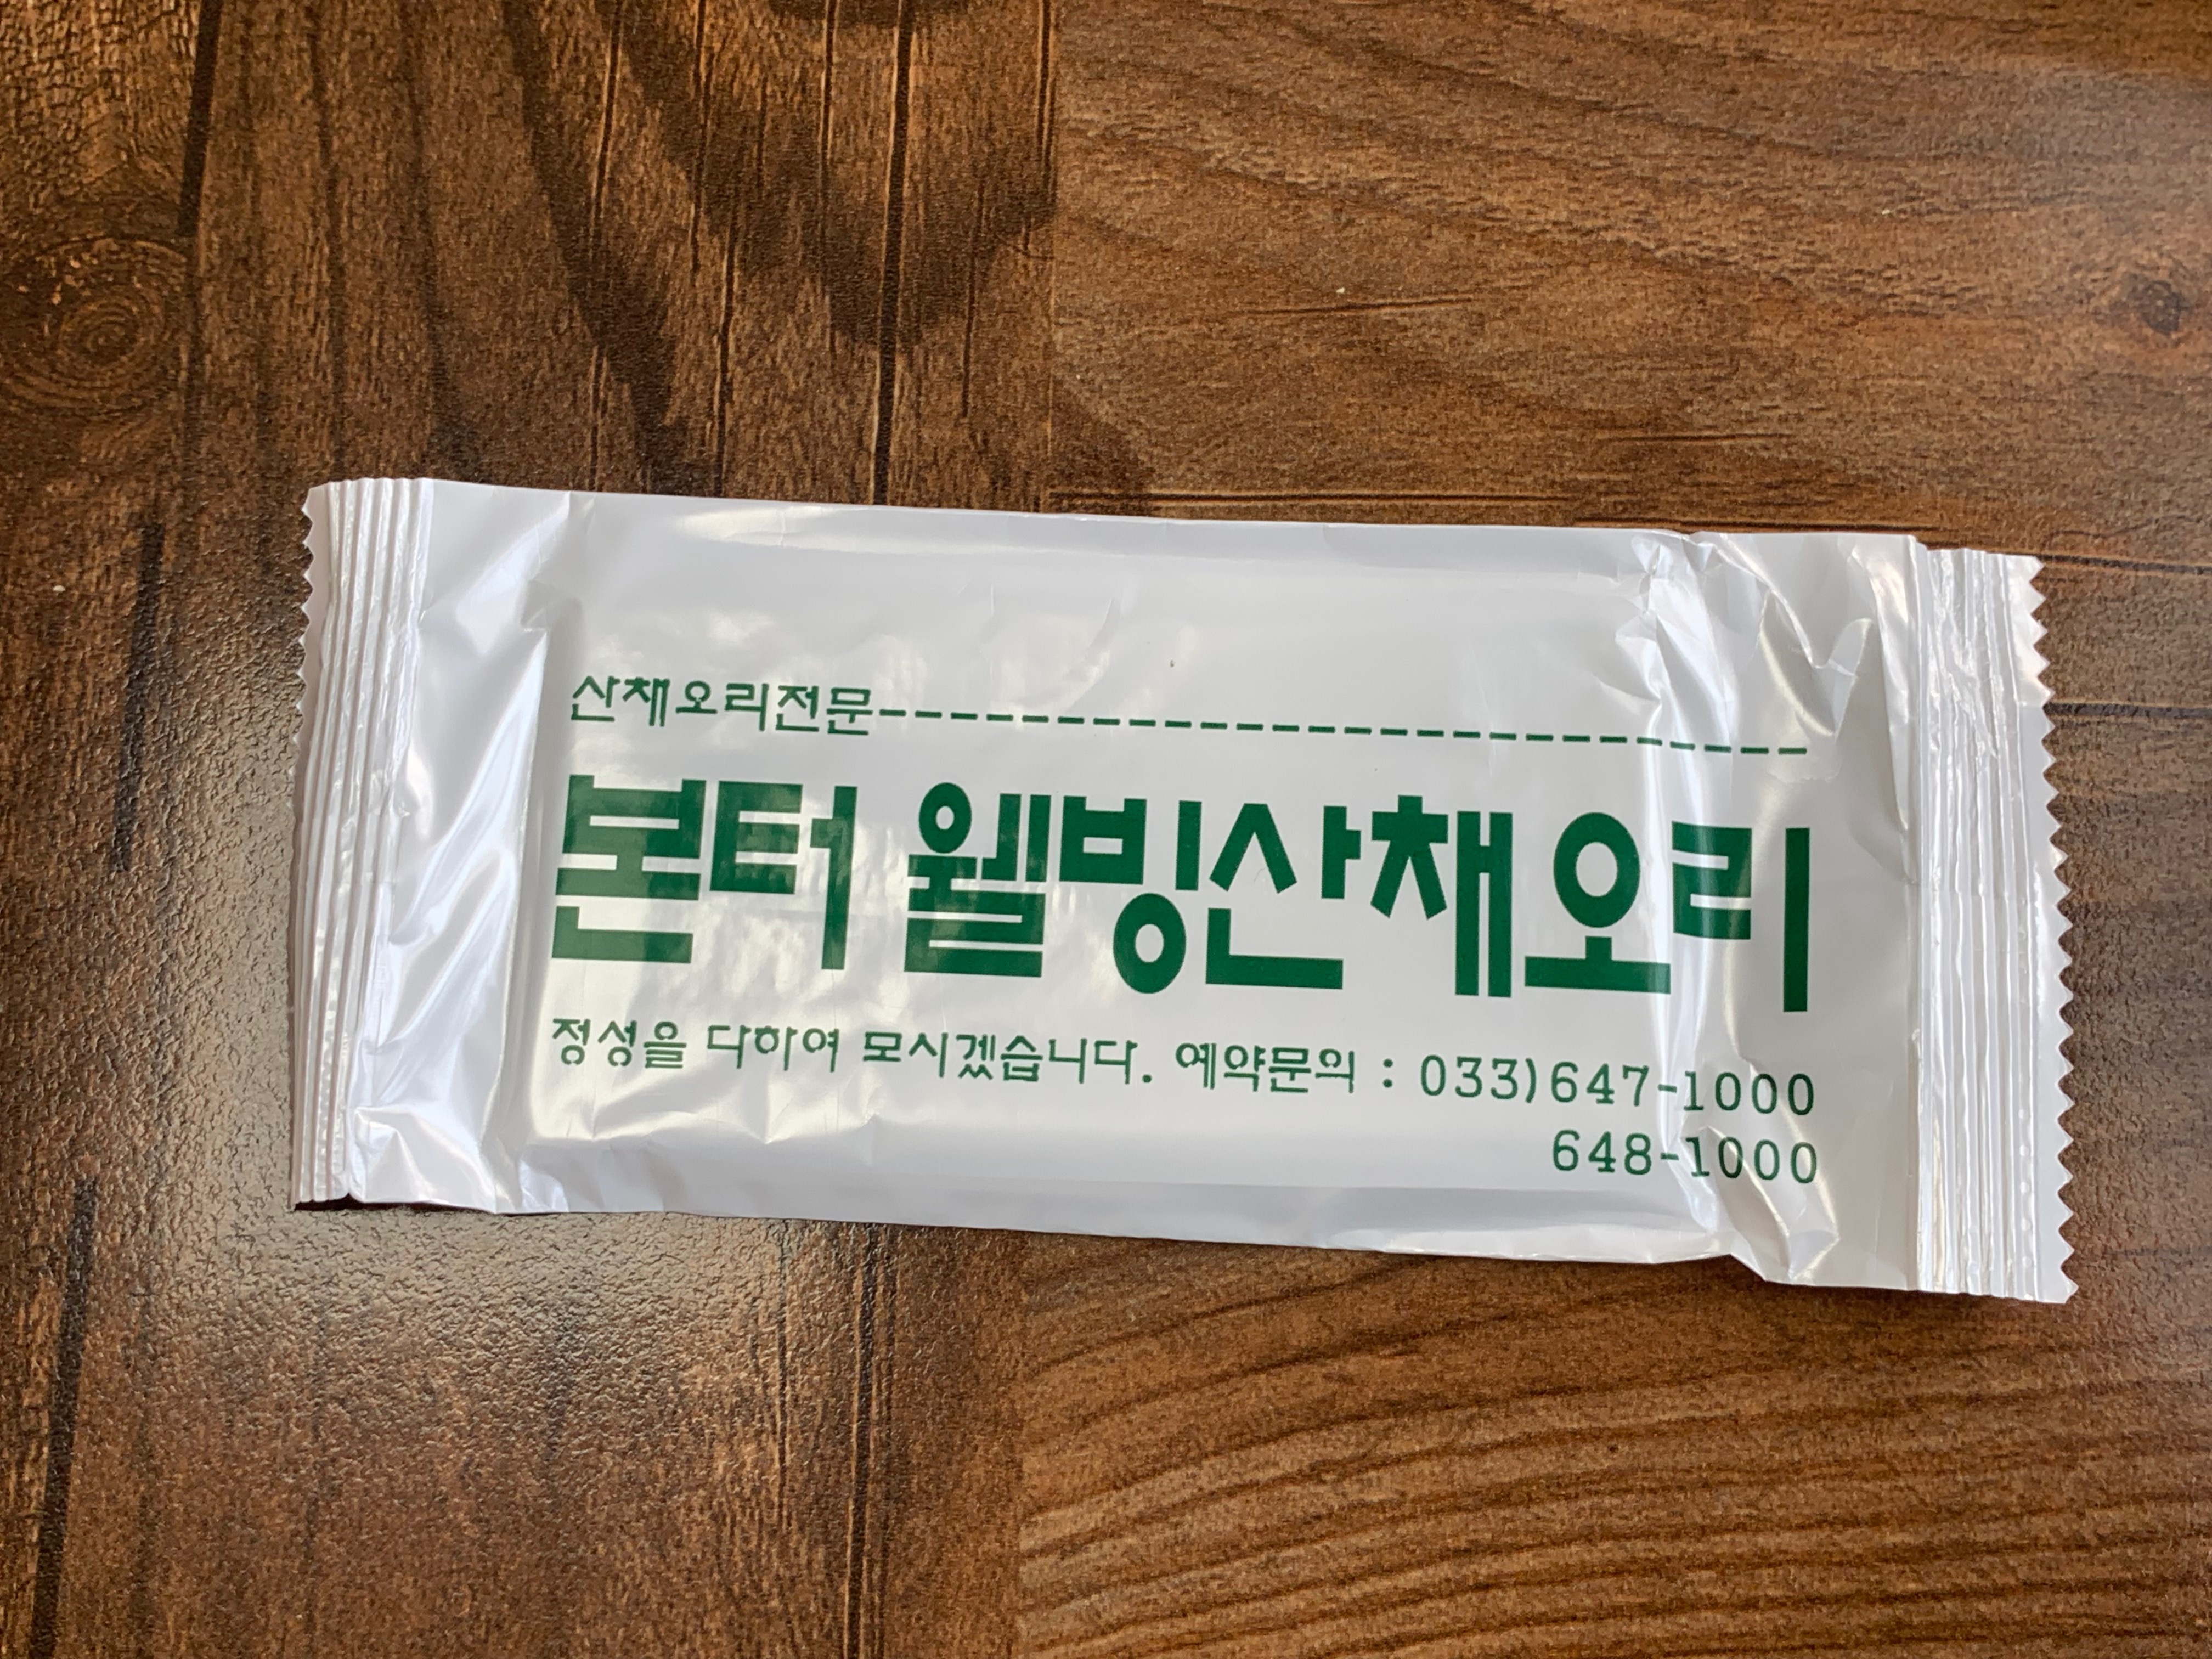 산채오리전문--------------------------
본터 웰빙산채오리
정성을 다하여 모시겠습니다. 예약문의 : 033)647-1000
648-1000